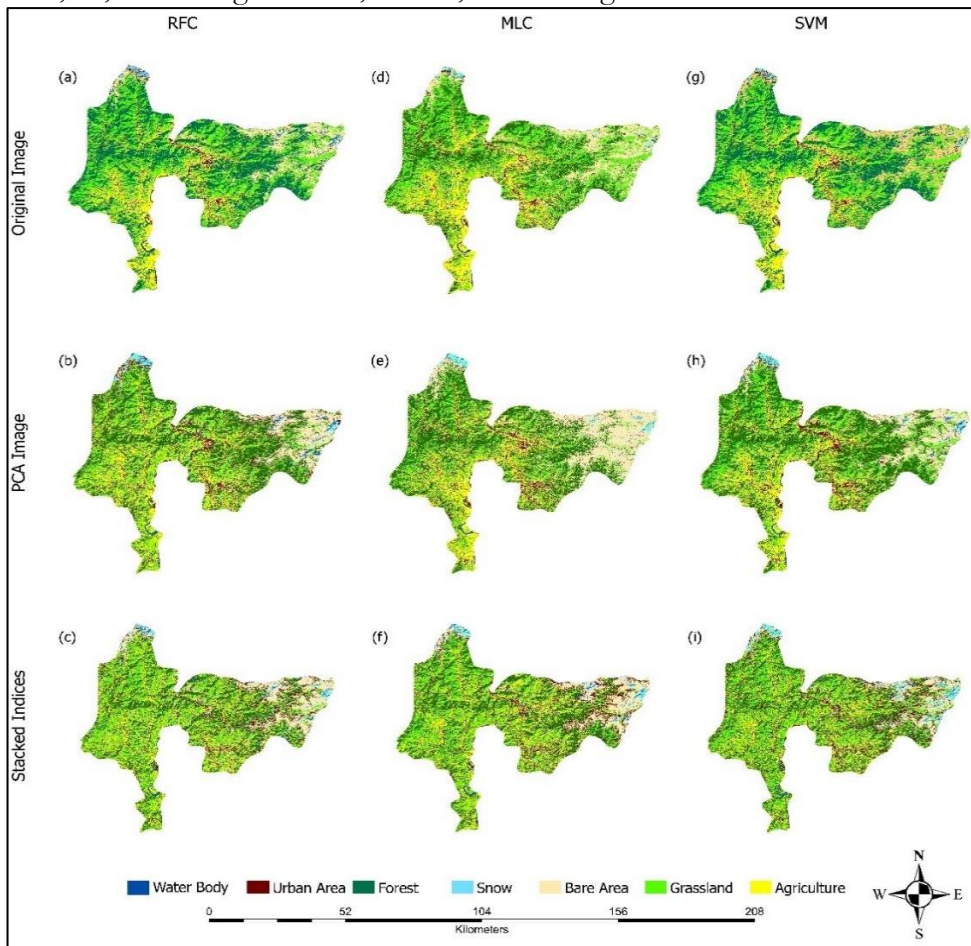 RFC MLC SVM
(a) (d) (g)
Original Image
(b) (e) (h)
PCA Image
(c) (f) (i)
Stacked Indices
Water Body Urban Area Forest Snow Bare Area Grassland Agriculture
0 52 104 156 208
Kilometers
N
W E
S